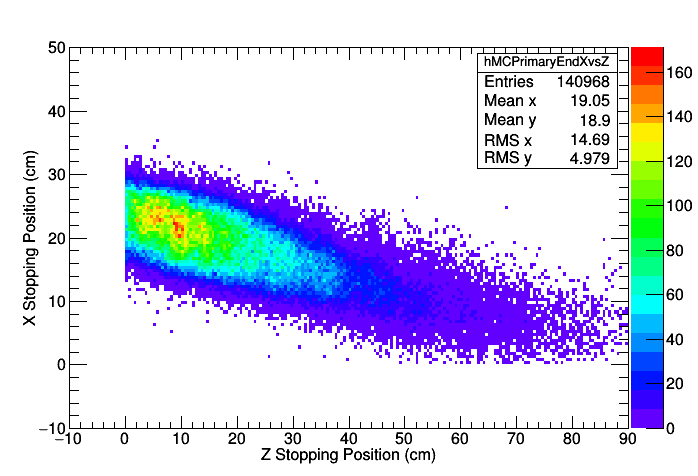 hMCPrimaryEndXvsZ
Entries 140968
Mean x 19.05
Mean y 18.9
RMS x 14.69
RMS y 4.979
50
40
30
20
10
0
−10
X Stopping Position (cm)
−10 0 10 20 30 40 50 60 70 80 90
Z Stopping Position (cm)
160
140
120
100
80
60
40
20
0